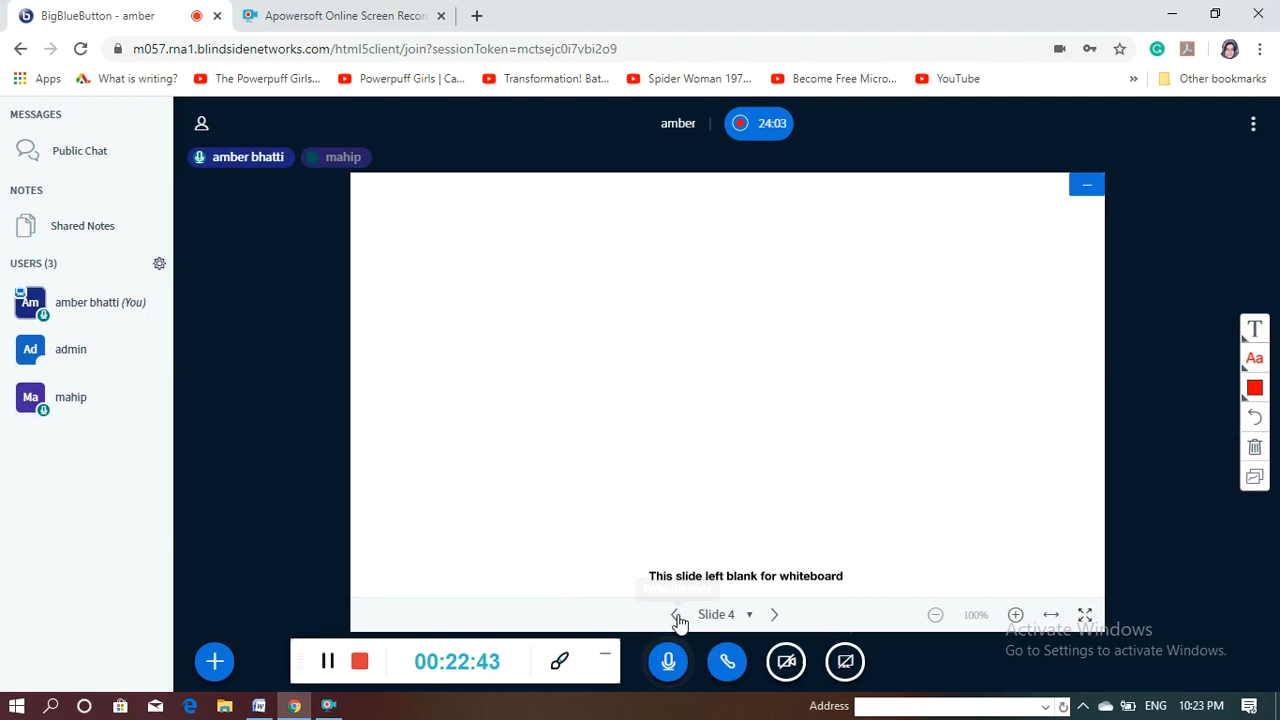 BigBlueButton - amber
Apowersoft Online Screen Recor
m057.rna1.blindsidenetworks.com/html5client/join?sessionToken=mctsejc0i7vbi2o9
Apps
What is writing?
The Powerpuff Girls...
Powerpuff Girls | Ca...
Transformation! Bat...
Spider Woman 197...
Become Free Micro...
YouTube
»
Other bookmarks
MESSAGES
Public Chat
NOTES
Shared Notes
USERS (3)
Am
amber bhatti (You)
Ad
admin
Ma
mahip
amber
24:03
amber bhatti
mahip
T
Aa
This slide left blank for whiteboard
Slide 4
100%
Activate Windows
Go to Settings to activate Windows.
00:22:43
Address
ENG
10:23 PM